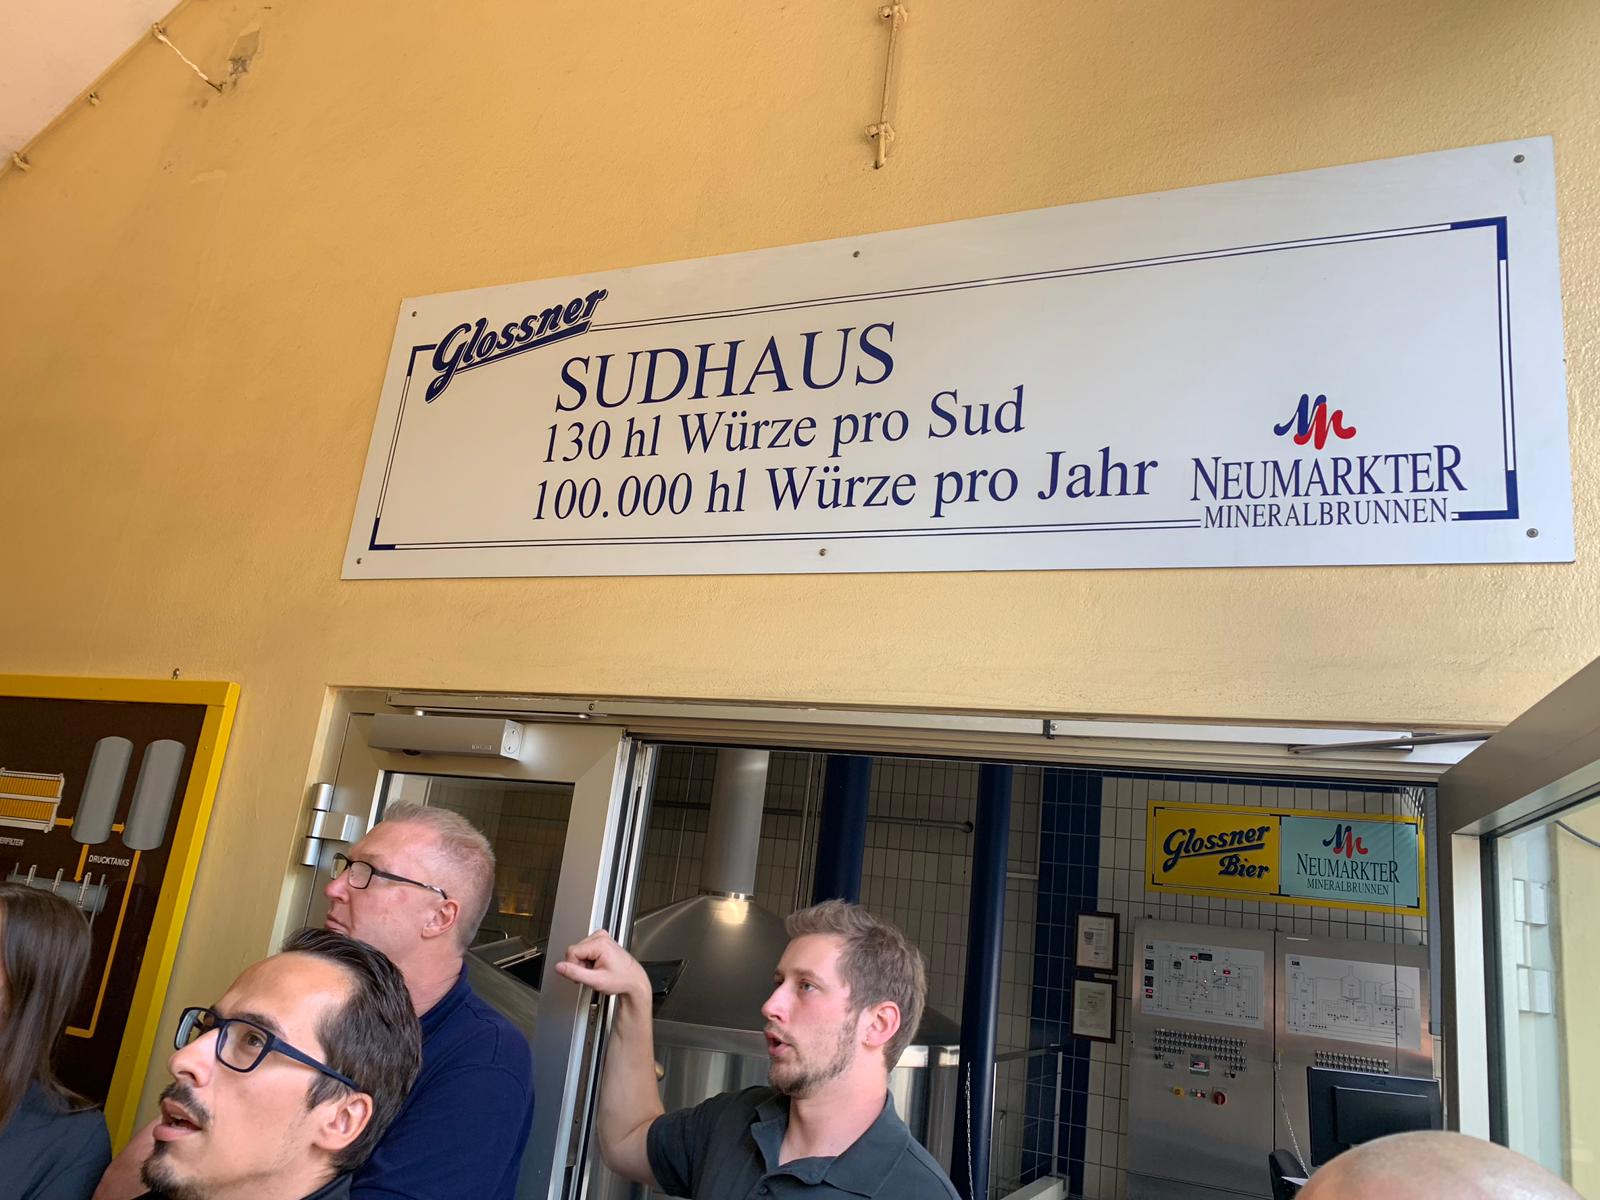 Glossner
SUDHAUS
130 hl Würze pro Sud
100.000 hl Würze pro Jahr
NEUMARKTER
MINERALBRUNNEN
DRUCKTANKS
Glossner
Bier
NEUMARKTER
MINERALBRUNNEN